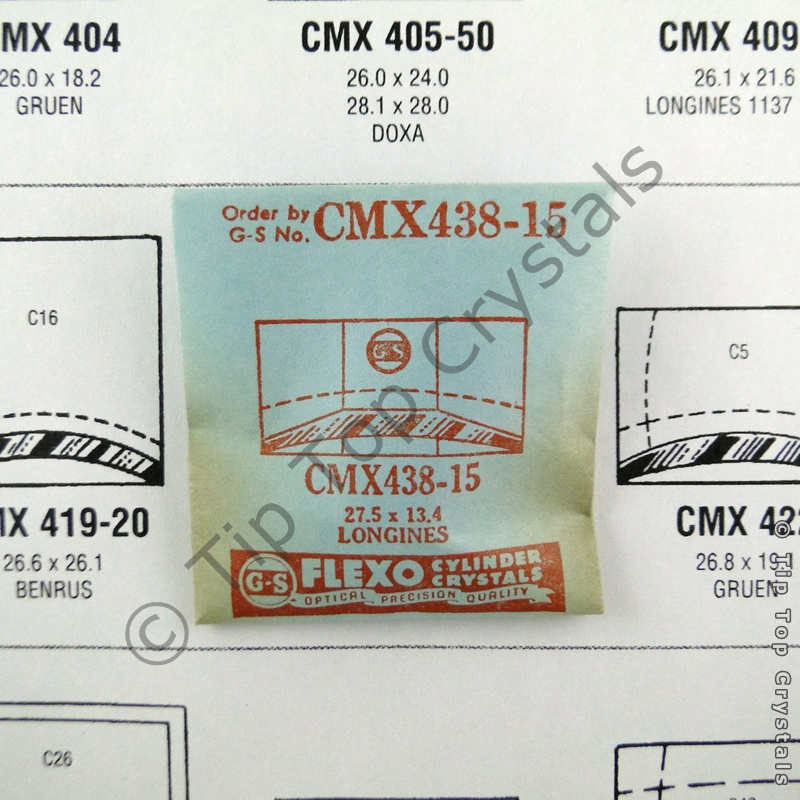 MX 404
26.0 x 18.2
GRUEN
CMX 405-50
26.0 x 24.0
28.1 x 28.0
DOXA
CMX 409
26.1 x 21.6
LONGINES 1137
Order by
G-S No. CMX438-15
G-S
CMX438-15
27.5 x 13.4
LONGINES
G-S FLEXO CYLINDER CRYSTALS
OPTICAL PRECISION QUALITY
C16
MX 419-20
26.6 x 26.1
BENRUS
C5
CMX 422
26.8 x 19
GRUEN
C26
© Tip Top Crystals
© Tip Top Crystals